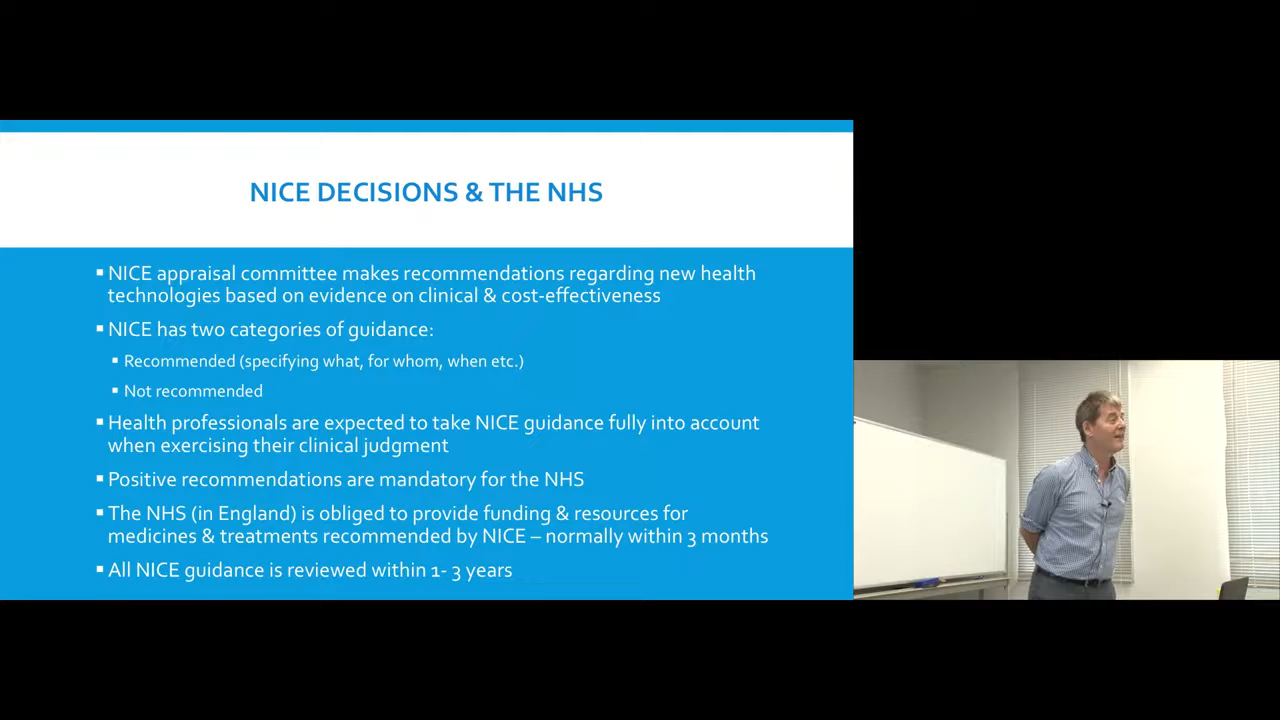 NICE DECISIONS & THE NHS
▪ NICE appraisal committee makes recommendations regarding new health
technologies based on evidence on clinical & cost-effectiveness
▪ NICE has two categories of guidance:
▪ Recommended (specifying what, for whom, when etc.)
▪ Not recommended
▪ Health professionals are expected to take NICE guidance fully into account
when exercising their clinical judgment
▪ Positive recommendations are mandatory for the NHS
▪ The NHS (in England) is obliged to provide funding & resources for
medicines & treatments recommended by NICE – normally within 3 months
▪ All NICE guidance is reviewed within 1- 3 years